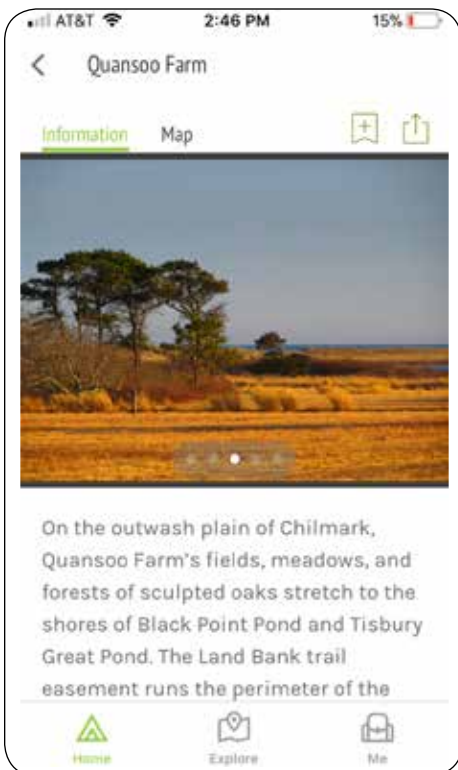 AT&T 2:46 PM 15%
Quansoo Farm
Information Map
On the outwash plain of Chilmark,
Quansoo Farm's fields, meadows, and
forests of sculpted oaks stretch to the
shores of Black Point Pond and Tisbury
Great Pond. The Land Bank trail
easement runs the perimeter of the
Home Explore Me